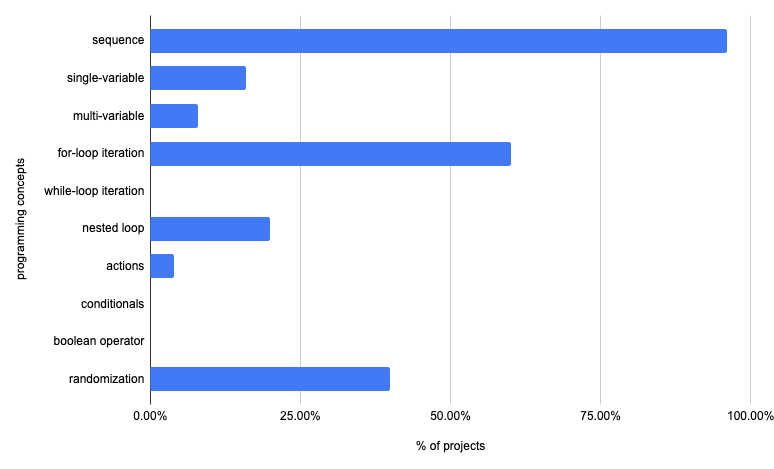 programming concepts
sequence
single-variable
multi-variable
for-loop iteration
while-loop iteration
nested loop
actions
conditionals
boolean operator
randomization
0.00%
25.00%
50.00%
75.00%
100.00%
% of projects